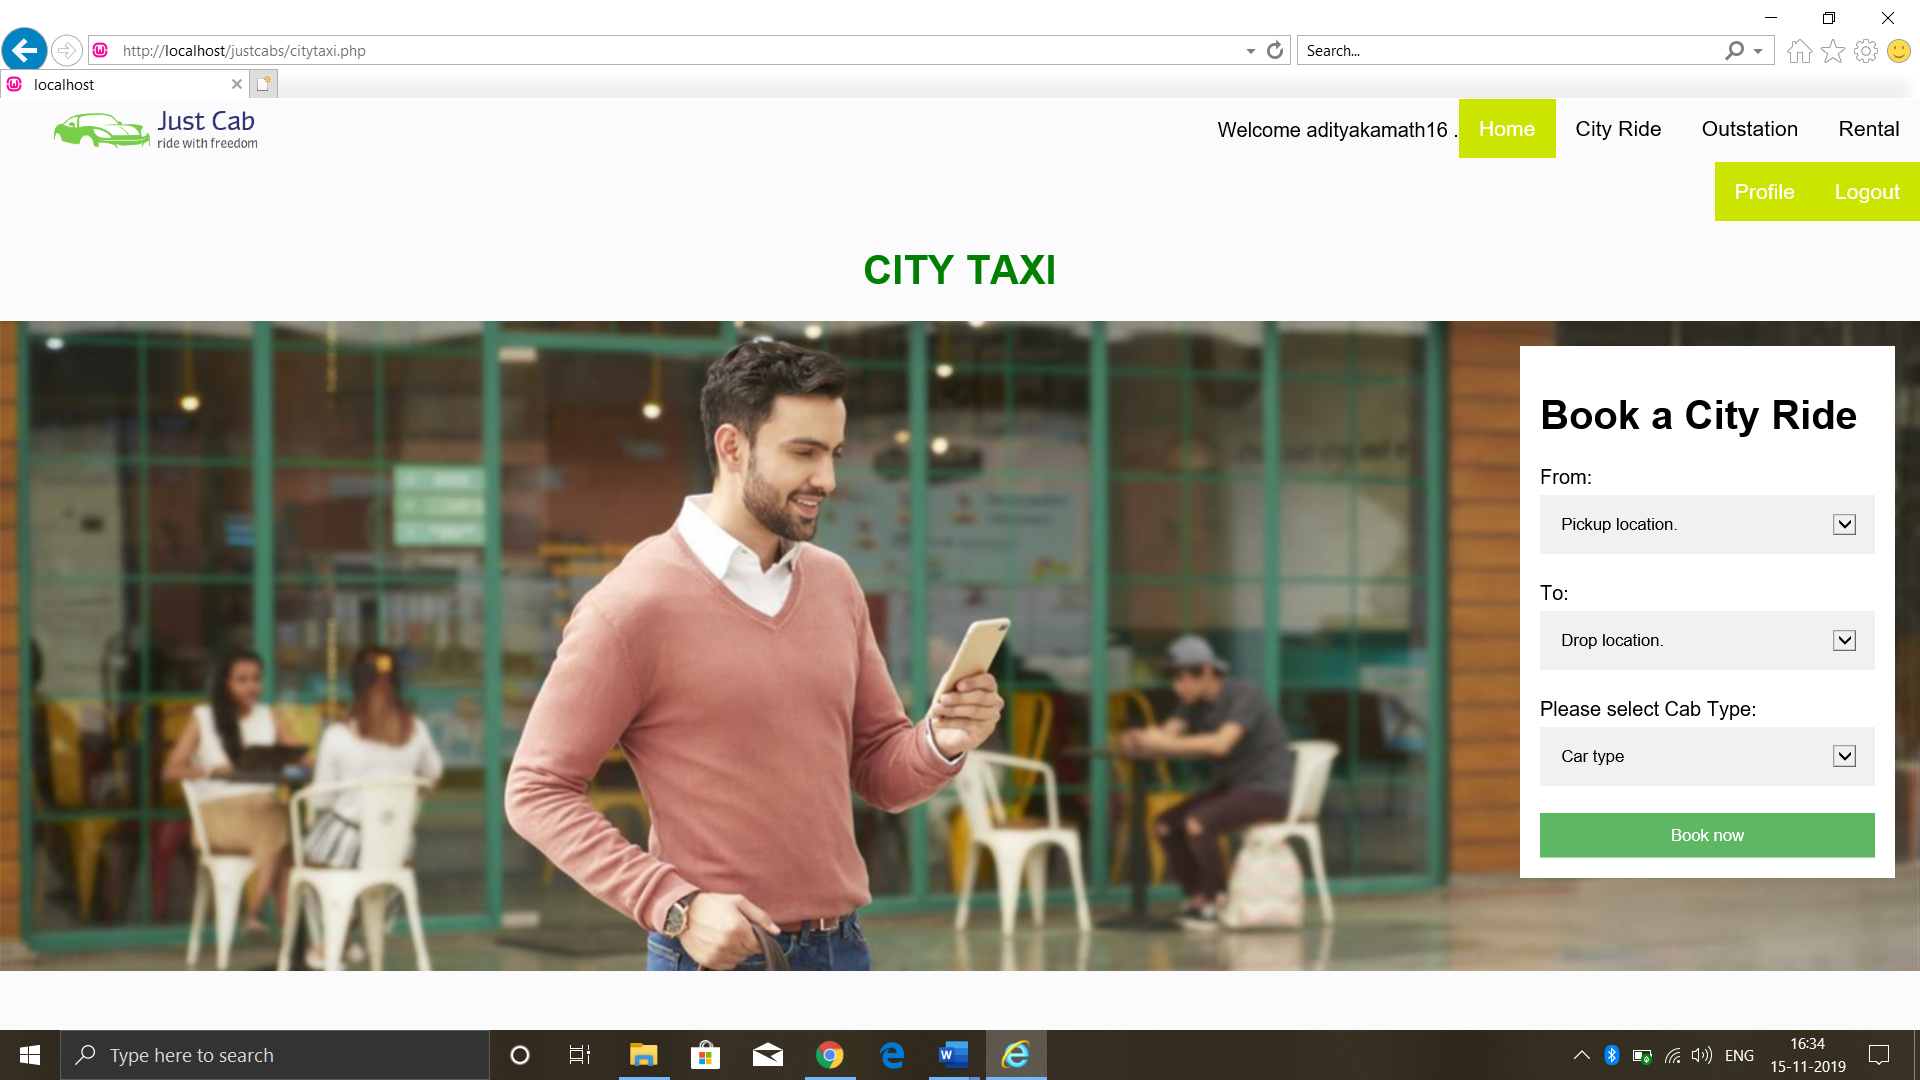 http://localhost/justcabs/citytaxi.php
Search...
localhost
Just Cab
ride with freedom
Welcome adityakamath16 .
Home
City Ride
Outstation
Rental
Profile
Logout
CITY TAXI
Book a City Ride
From:
Pickup location.
To:
Drop location.
Please select Cab Type:
Car type
Book now
Type here to search
ENG
16:34
15-11-2019